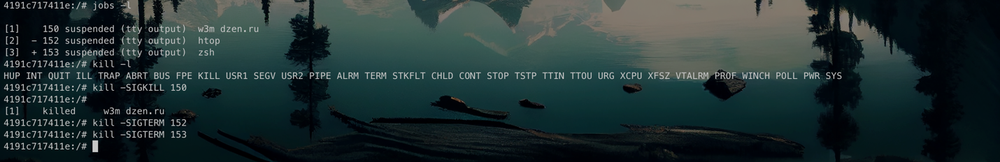 4191c717411e:/# jobs -l
[1]    150 suspended (tty output)  w3m dzen.ru
[2]  - 152 suspended (tty output)  htop
[3]  + 153 suspended (tty output)  zsh
4191c717411e:/# kill -l
HUP INT QUIT ILL TRAP ABRT BUS FPE KILL USR1 SEGV USR2 PIPE ALRM TERM STKFLT CHLD CONT STOP TSTP TTIN TTOU URG XCPU XFSZ VTALRM PROF WINCH POLL PWR SYS
4191c717411e:/# kill -SIGKILL 150
4191c717411e:/#
[1]    killed     w3m dzen.ru
4191c717411e:/# kill -SIGTERM 152
4191c717411e:/# kill -SIGTERM 153
4191c717411e:/#